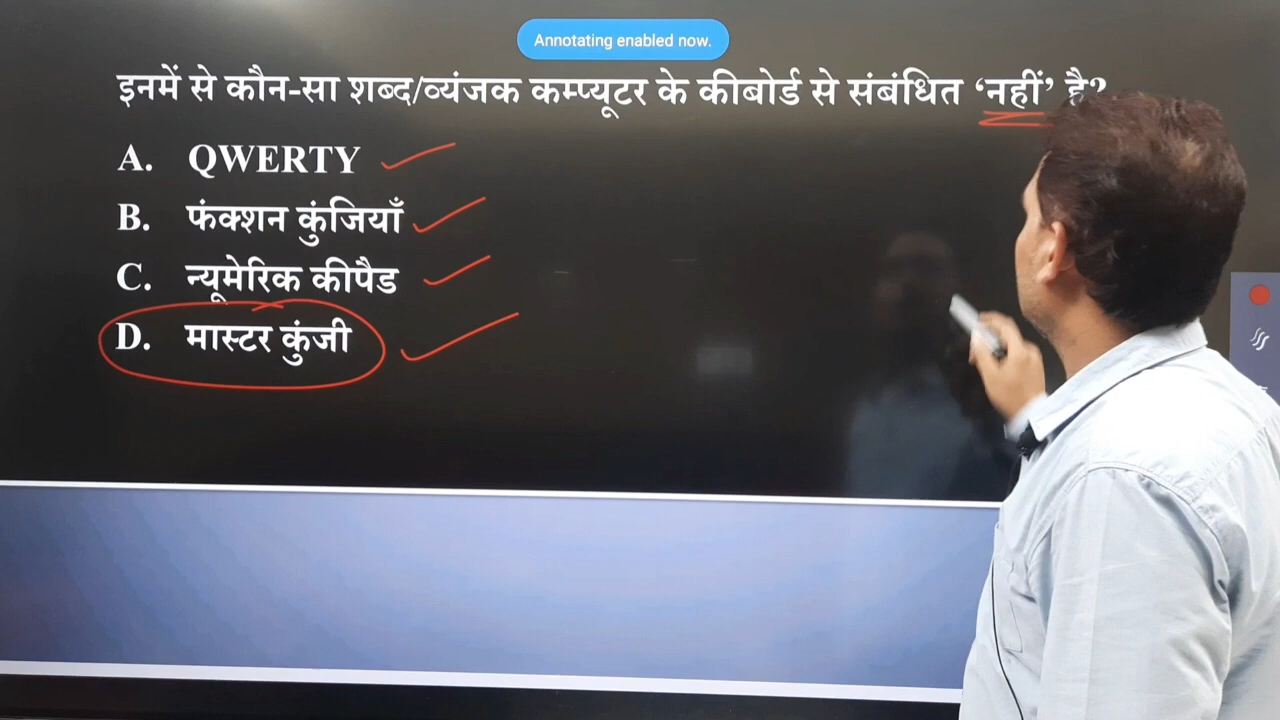 Annotating enabled now.
इनमें से कौन-सा शब्द/व्यंजक कम्प्यूटर के कीबोर्ड से संबंधित ‘नहीं’ है?
A. QWERTY
B. फंक्शन कुंजियाँ
C. न्यूमेरिक कीपैड
D. मास्टर कुंजी